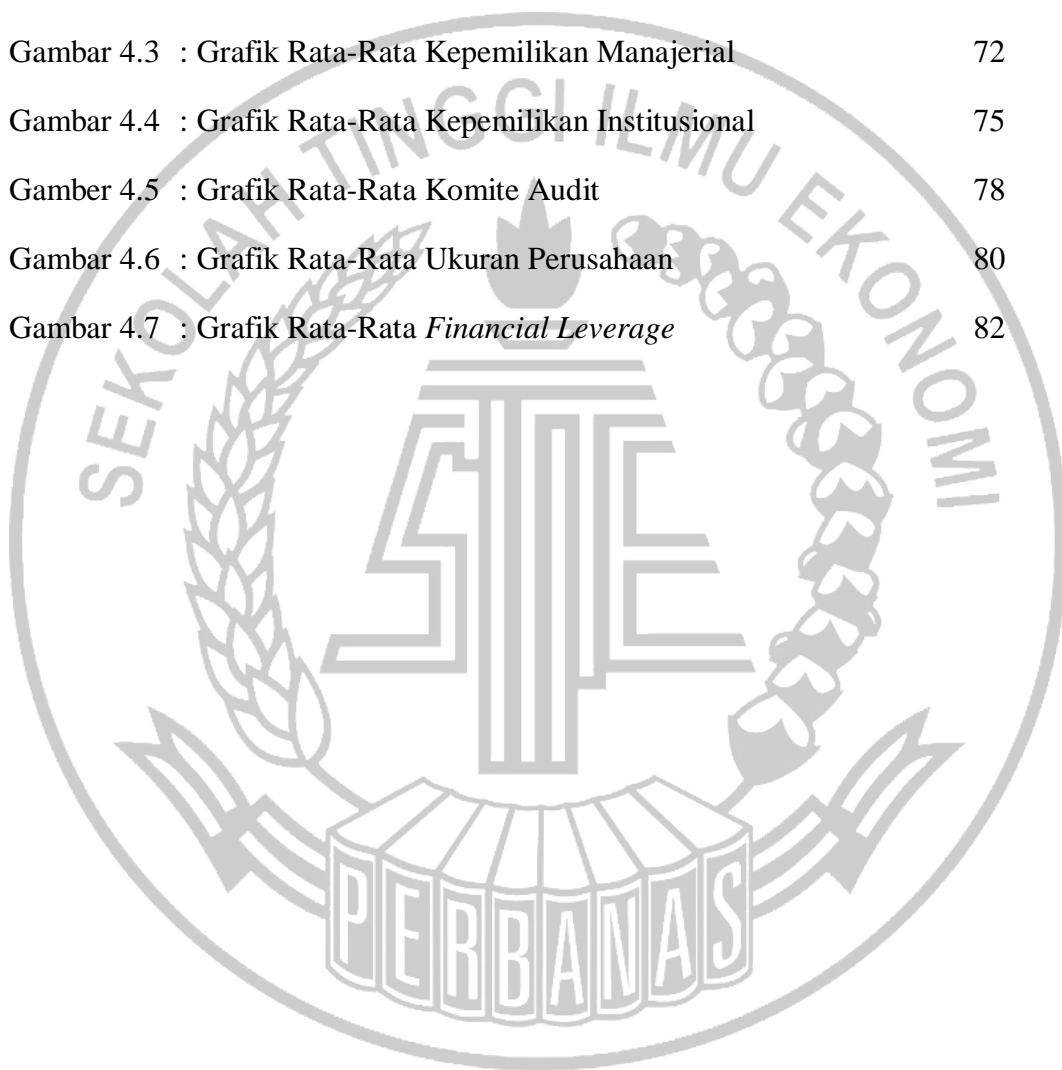 Gambar 4.3 : Grafik Rata-Rata Kepemilikan Manajerial 72
Gambar 4.4 : Grafik Rata-Rata Kepemilikan Institusional 75
Gamber 4.5 : Grafik Rata-Rata Komite Audit 78
Gambar 4.6 : Grafik Rata-Rata Ukuran Perusahaan 80
Gambar 4.7 : Grafik Rata-Rata Financial Leverage 82
SEKOLAH TINGGI ILMU EKONOMI
STIE
PERBANAS